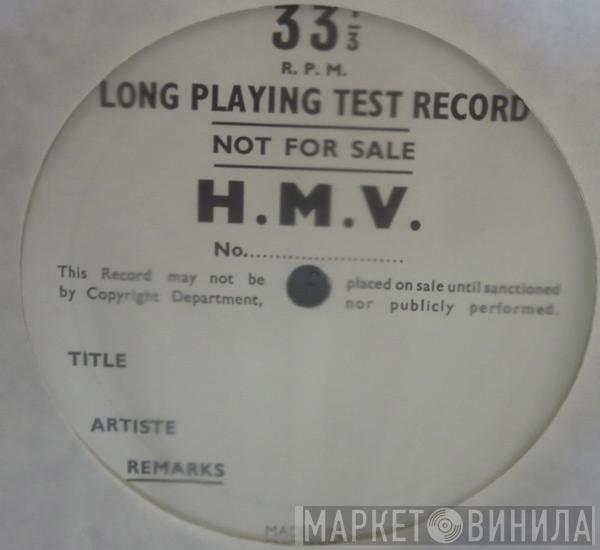 33⅓
R. P. M.
LONG PLAYING TEST RECORD
NOT FOR SALE
H.M.V.
No..........................
This Record may not be placed on sale until sanctioned
by Copyright Department, nor publicly performed.
TITLE
ARTISTE
REMARKS
МАРКЕТ ВИНИЛА